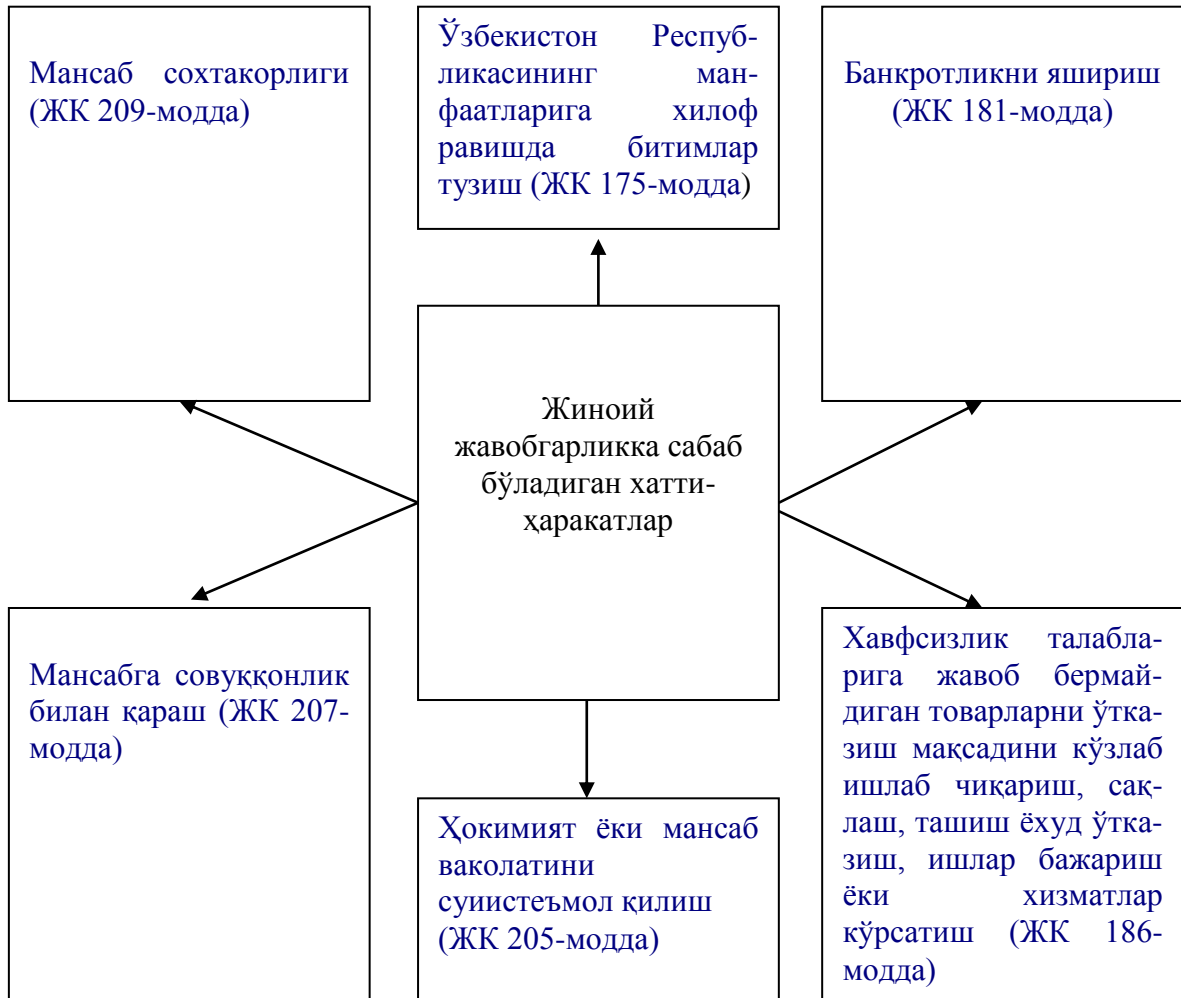 Мансаб сохтакорлиги
(ЖК 209-модда)
Ўзбекистон Респуб-
ликасининг ман-
фаатларига хилоф
равишда битимлар
тузиш (ЖК 175-модда)
Банкротликни яшириш
(ЖК 181-модда)
Жиноий
жавобгарликка сабаб
бўладиган хатти-
ҳаракатлар
Мансабга совуққонлик
билан қараш (ЖК 207-
модда)
Ҳокимият ёки мансаб
ваколатини
суиистеъмол қилиш
(ЖК 205-модда)
Хавфсизлик талабла-
рига жавоб бермай-
диган товарларни ўтка-
зиш мақсадини кўзлаб
ишлаб чиқариш, сақ-
лаш, ташиш ёхуд ўтка-
зиш, ишлар бажариш
ёки хизматлар
кўрсатиш (ЖК 186-
модда)